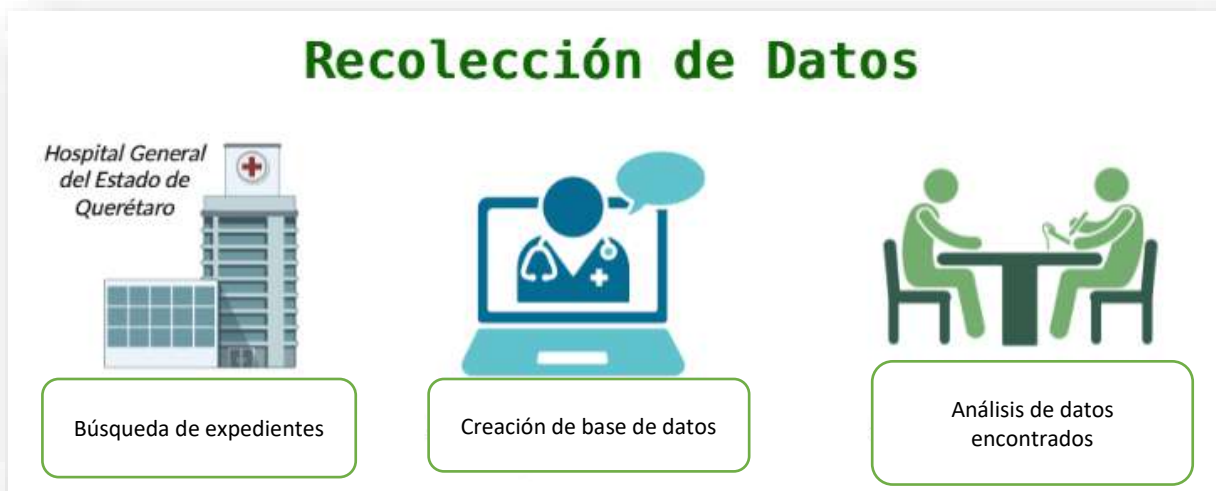 Recolección de Datos
Hospital General
del Estado de
Querétaro
Búsqueda de expedientes
Creación de base de datos
Análisis de datos
encontrados